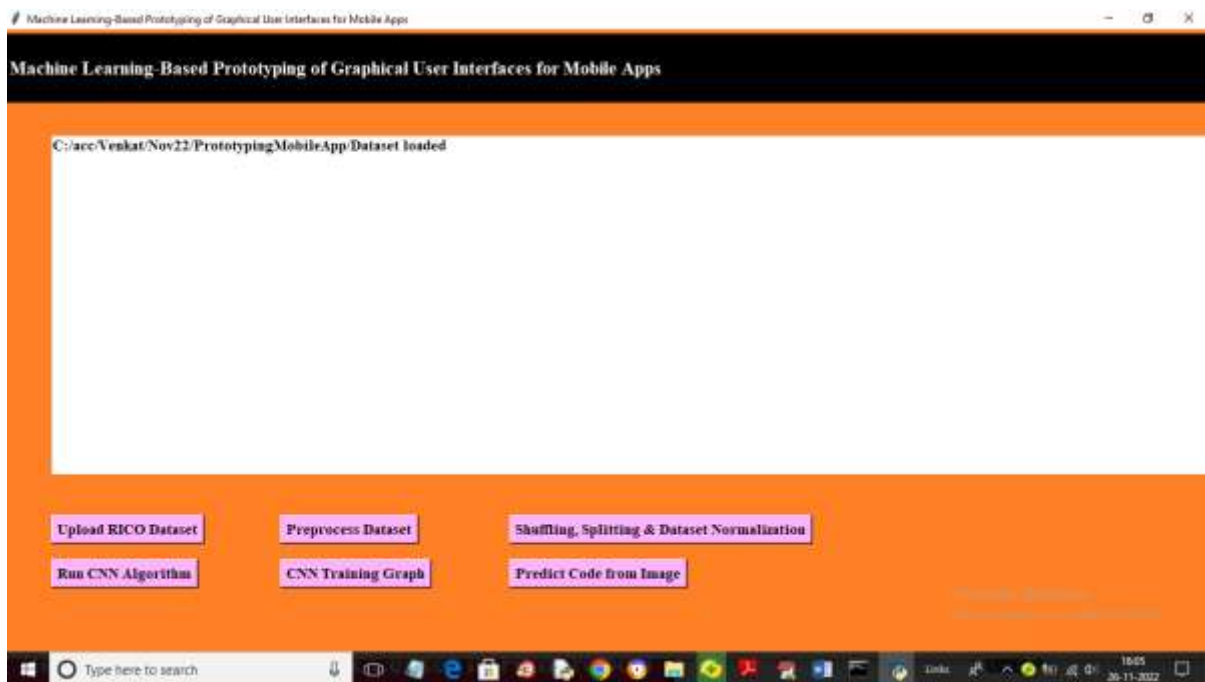 Machine Learning-Based Prototyping of Graphical User Interfaces for Mobile Apps
Machine Learning-Based Prototyping of Graphical User Interfaces for Mobile Apps
C:/acc/Venkat/Nov22/PrototypingMobileApp/Dataset loaded
Upload RICO Dataset
Preprocess Dataset
Shuffling, Splitting & Dataset Normalization
Run CNN Algorithm
CNN Training Graph
Predict Code from Image
Type here to search
Links
16:05
26-11-2022